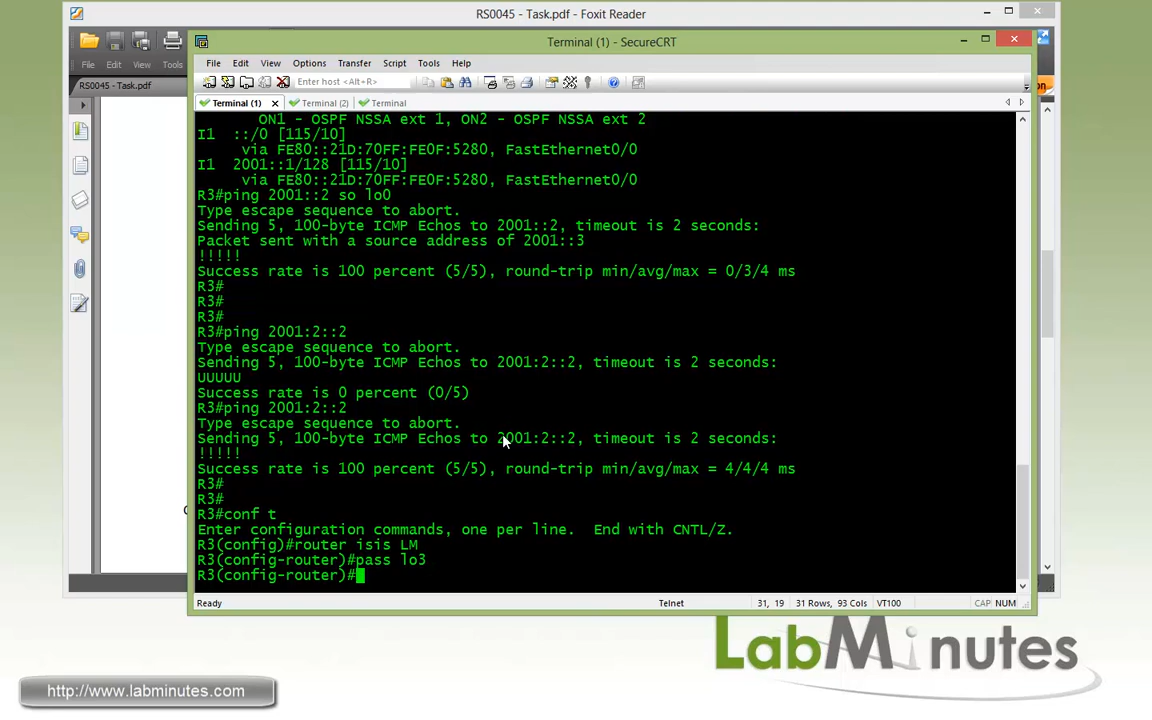 RS0045 - Task.pdf - Foxit Reader
File Edit View Tools
RS0045 - Task.pdf
Terminal (1) - SecureCRT
File Edit View Options Transfer Script Tools Help
Enter host <Alt+R>
Terminal (1) Terminal (2) Terminal
ON1 - OSPF NSSA ext 1, ON2 - OSPF NSSA ext 2
I1 ::/0 [115/10]
via FE80::21D:70FF:FE0F:5280, FastEthernet0/0
I1 2001::1/128 [115/10]
via FE80::21D:70FF:FE0F:5280, FastEthernet0/0
R3#ping 2001::2 so lo0
Type escape sequence to abort.
Sending 5, 100-byte ICMP Echos to 2001::2, timeout is 2 seconds:
Packet sent with a source address of 2001::3
!!!!!
Success rate is 100 percent (5/5), round-trip min/avg/max = 0/3/4 ms
R3#
R3#
R3#
R3#ping 2001:2::2
Type escape sequence to abort.
Sending 5, 100-byte ICMP Echos to 2001:2::2, timeout is 2 seconds:
UUUUU
Success rate is 0 percent (0/5)
R3#ping 2001:2::2
Type escape sequence to abort.
Sending 5, 100-byte ICMP Echos to 2001:2::2, timeout is 2 seconds:
!!!!!
Success rate is 100 percent (5/5), round-trip min/avg/max = 4/4/4 ms
R3#
R3#
R3#conf t
Enter configuration commands, one per line. End with CNTL/Z.
R3(config)#router isis LM
R3(config-router)#pass lo3
R3(config-router)#
Ready Telnet 31, 19 31 Rows, 93 Cols VT100 CAP NUM
LabMinutes
http://www.labminutes.com